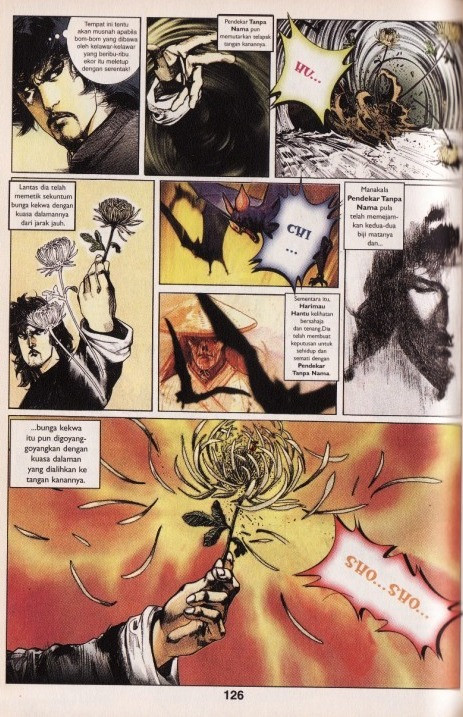 Tempat ini tentu
akan musnah apabila
bom-bom yang dibawa
oleh kelawar-kelawar
yang beribu-ribu
ekor itu meletup
dengan serentak!
Pendekar Tanpa
Nama pun
memutarkan selapak
tangan kanannya.
HU...
Lantas dia telah
memetik sekuntum
bunga kekwa dengan
kuasa dalamannya
dari jarak jauh.
CHI
...
Sementara itu,
Harimau
Hantu kelihatan
bersahaja
dan tenang.Dia
telah membuat
keputusan untuk
sehidup dan
semati dengan
Pendekar
Tanpa Nama.
Manakala
Pendekar Tanpa
Nama pula
telah memejam-
kan kedua-dua
biji matanya
dan...
...bunga kekwa
itu pun digoyang-
goyangkan dengan
kuasa dalaman
yang dialihkan ke
tangan kanannya.
SHO...SHO...
126